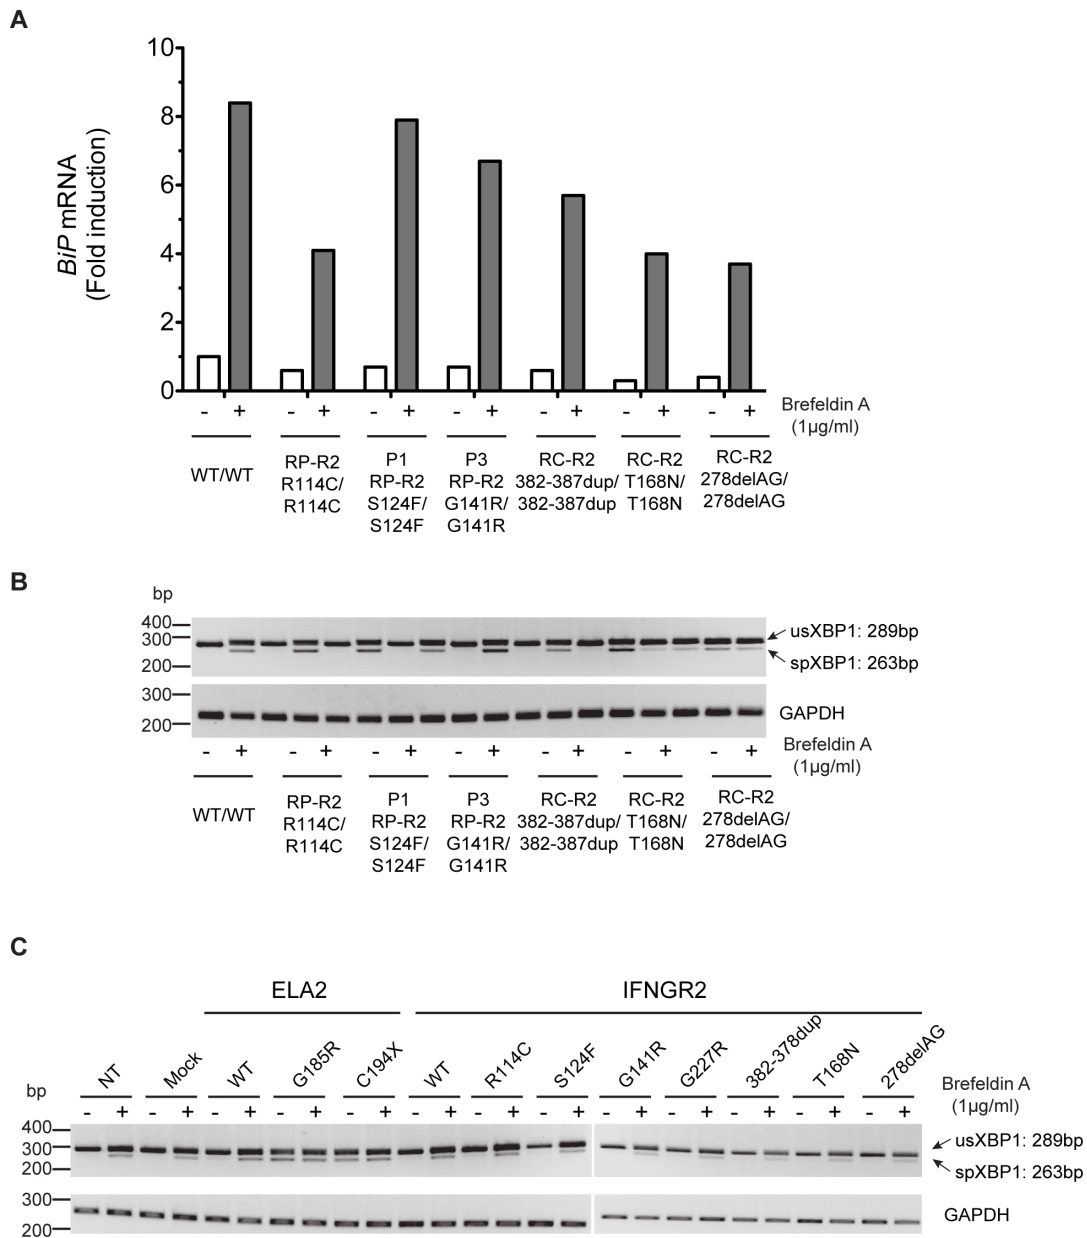 A
BiP mRNA
(Fold induction)
10
8
6
4
2
0
- + - + - + - + - + - + - +
Brefeldin A
(1µg/ml)
WT/WT
RP-R2
R114C/
R114C
P1
RP-R2
S124F/
S124F
P3
RP-R2
G141R/
G141R
RC-R2
382-387dup/
382-387dup
RC-R2
T168N/
T168N
RC-R2
278delAG/
278delAG
B
bp
400
300
200
usXBP1: 289bp
spXBP1: 263bp
300
200
GAPDH
- + - + - + - + - + - + - +
Brefeldin A
(1µg/ml)
WT/WT
RP-R2
R114C/
R114C
P1
RP-R2
S124F/
S124F
P3
RP-R2
G141R/
G141R
RC-R2
382-387dup/
382-387dup
RC-R2
T168N/
T168N
RC-R2
278delAG/
278delAG
C
ELA2
IFNGR2
NT
Mock
WT
G185R
C194X
WT
R114C
S124F
G141R
G227R
382-378dup
T168N
278delAG
bp
- + - + - + - + - + - + - + - + - + - + - + - + - +
Brefeldin A
(1µg/ml)
400
300
200
usXBP1: 289bp
spXBP1: 263bp
300
200
GAPDH